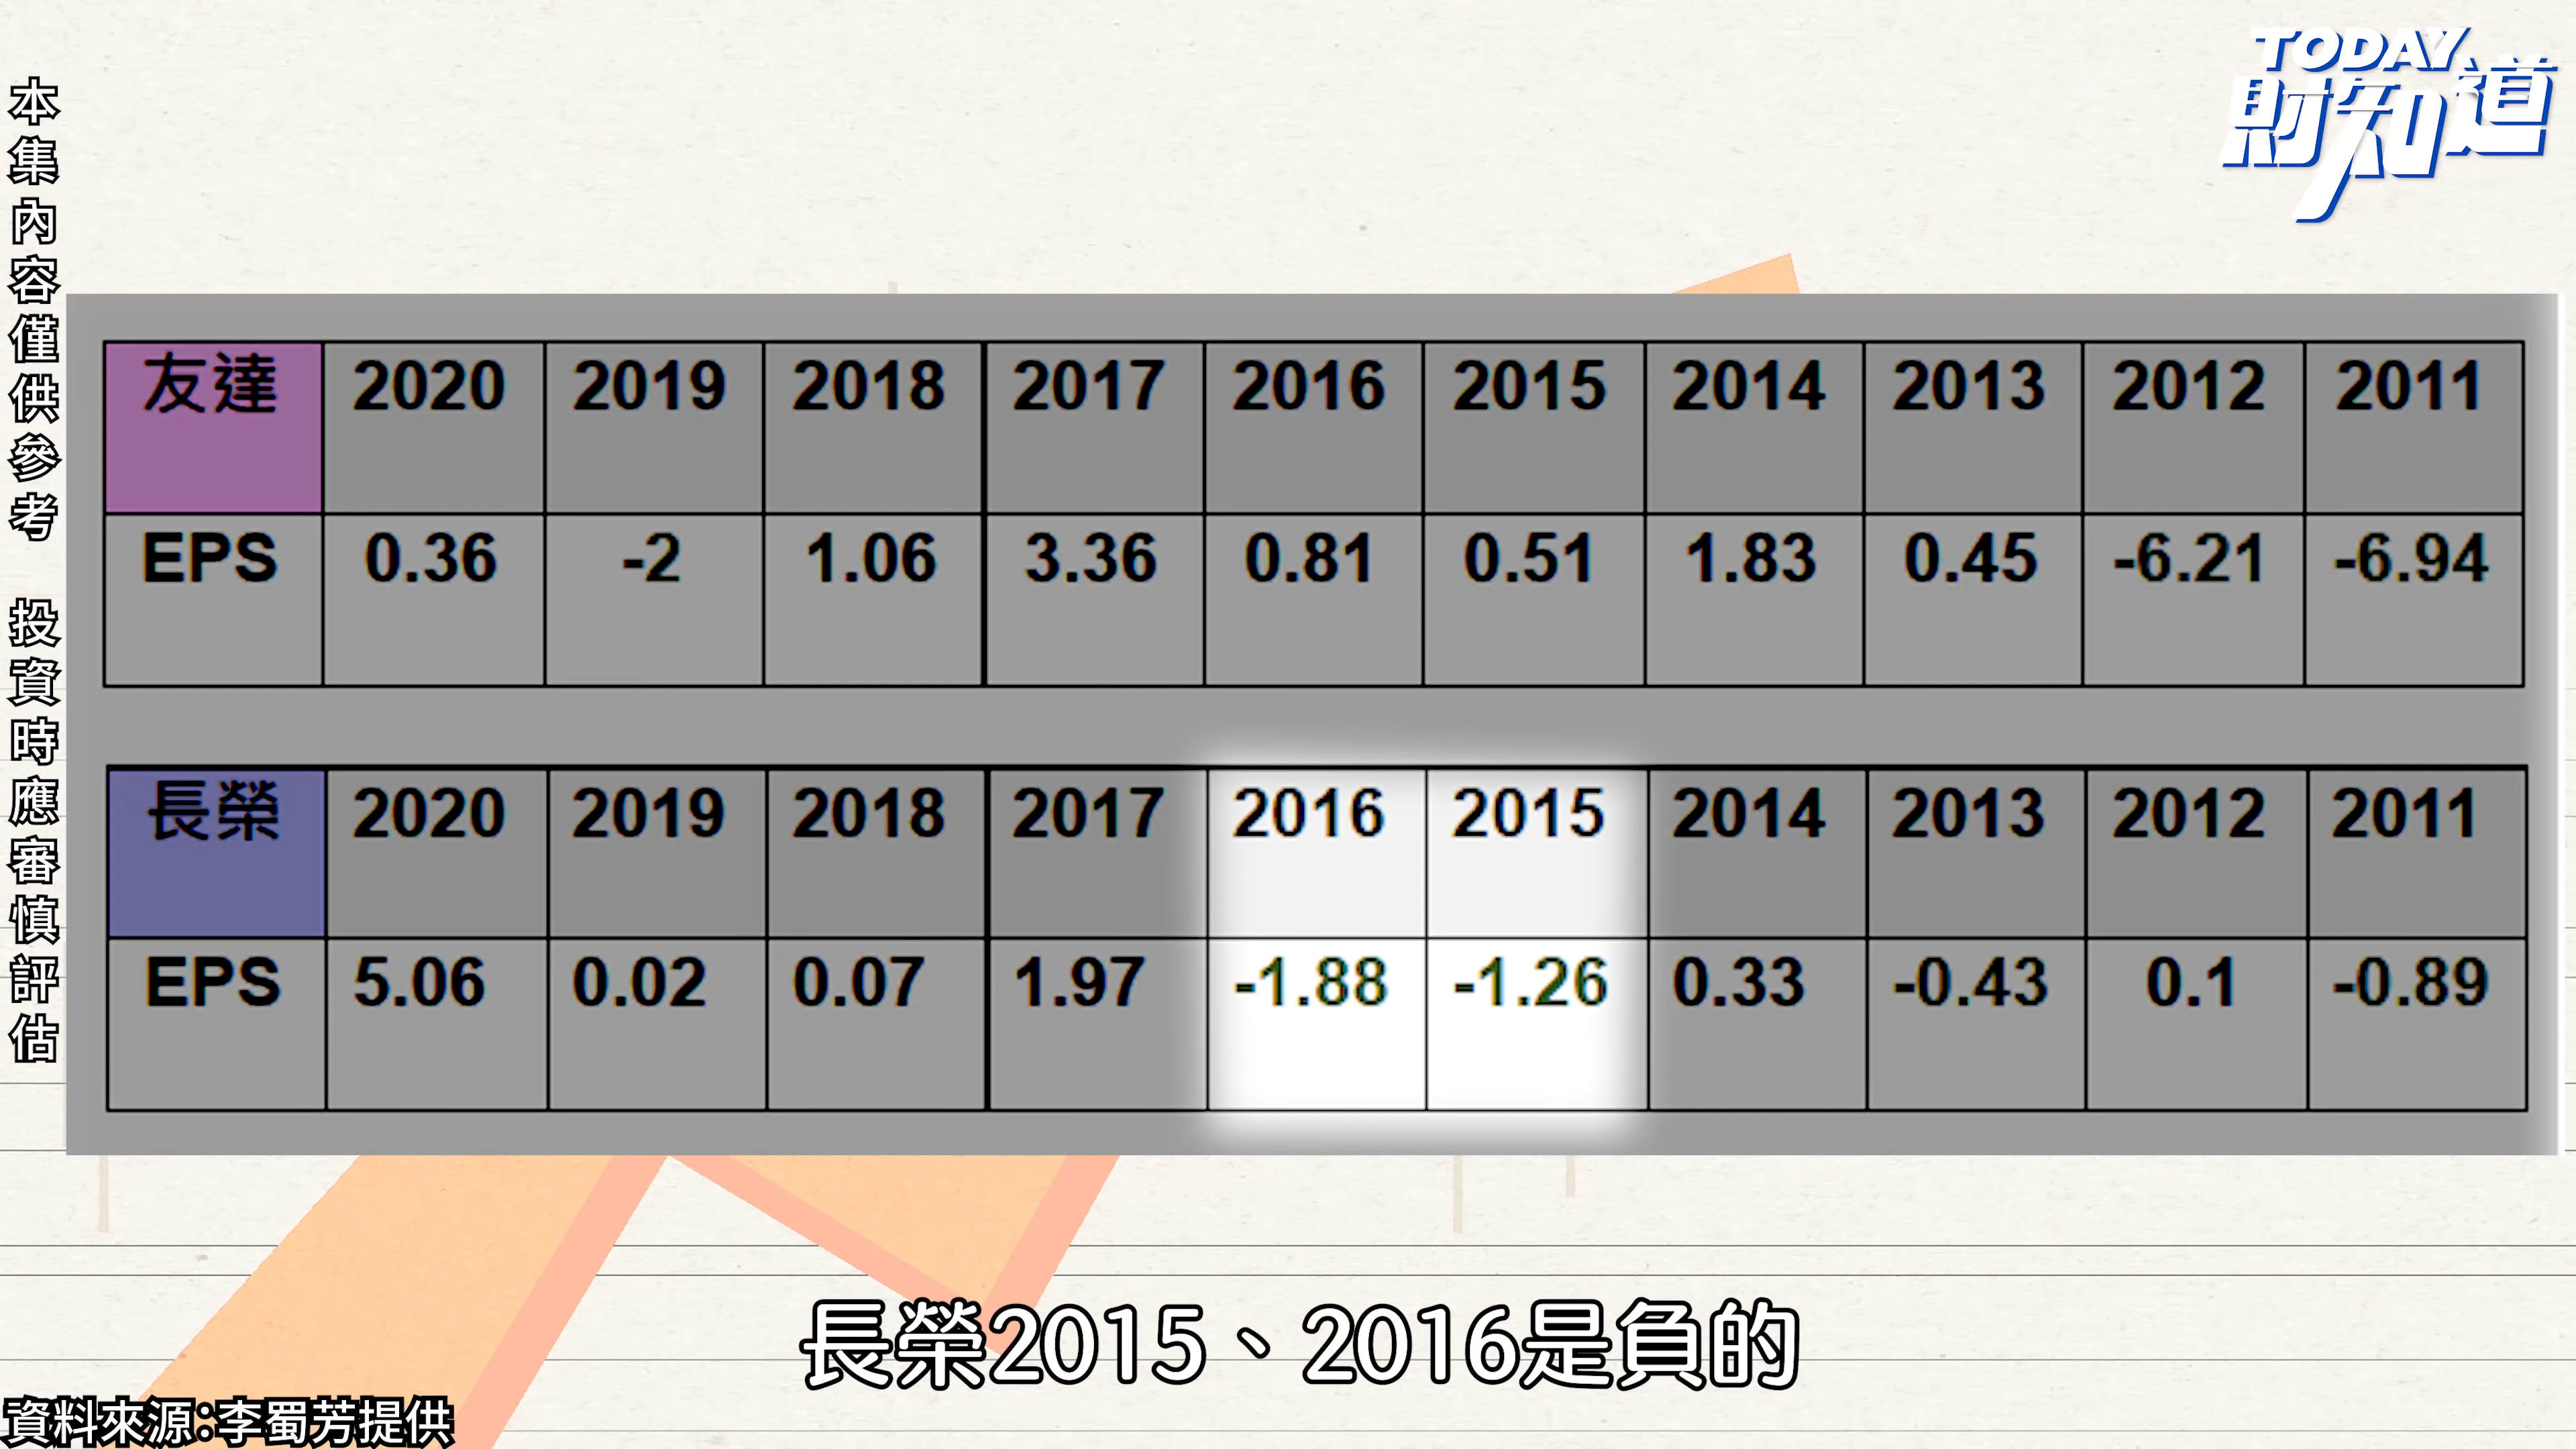 TODAY
財知道
本集內容僅供參考 投資時應審慎評估
友達 2020 2019 2018 2017 2016 2015 2014 2013 2012 2011
EPS 0.36 -2 1.06 3.36 0.81 0.51 1.83 0.45 -6.21 -6.94
長榮 2020 2019 2018 2017 2016 2015 2014 2013 2012 2011
EPS 5.06 0.02 0.07 1.97 -1.88 -1.26 0.33 -0.43 0.1 -0.89
長榮2015、2016是負的
資料來源:李蜀芳提供